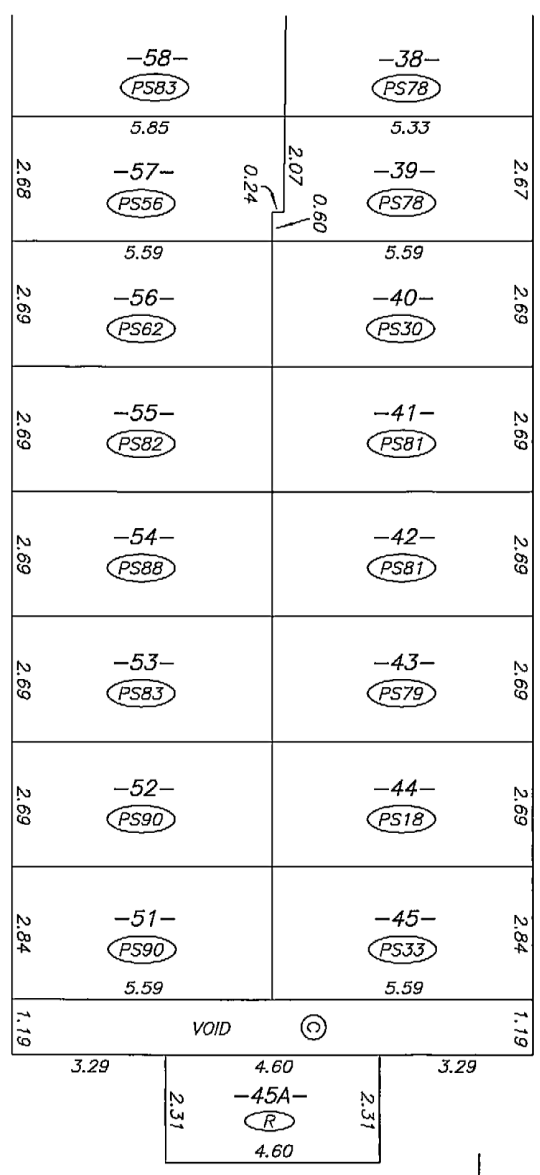 -58- -38-
PS83 PS78
5.85 5.33
2.68 -57- 0.24 2.07 0.60 -39- 2.67
PS56 PS78
5.59 5.59
2.69 -56- -40- 2.69
PS62 PS30
2.69 -55- -41- 2.69
PS82 PS81
2.69 -54- -42- 2.69
PS88 PS81
2.69 -53- -43- 2.69
PS83 PS79
2.69 -52- -44- 2.69
PS90 PS18
2.84 -51- -45- 2.84
PS90 PS33
5.59 5.59
1.19 VOID C 1.19
3.29 4.60 3.29
2.31 -45A- 2.31
R
4.60